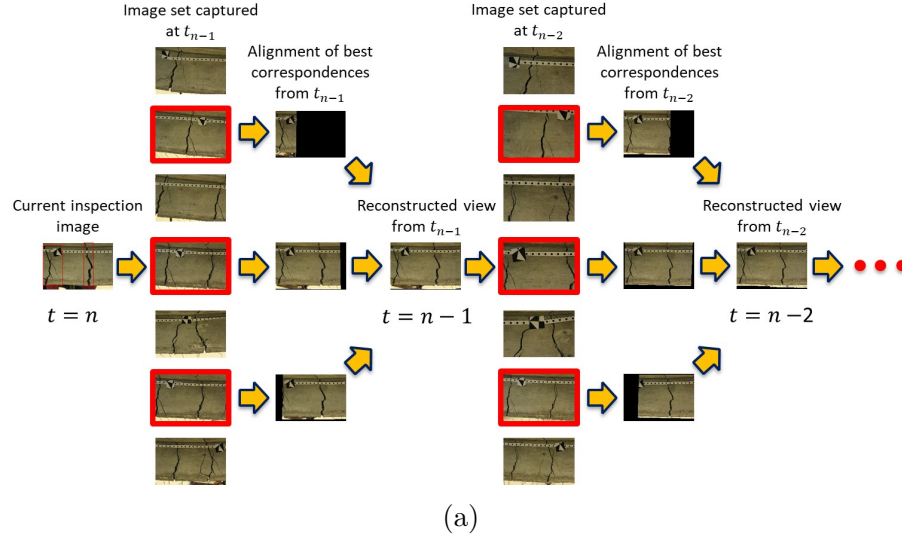 Image set captured
at t_{n-1}
Alignment of best
correspondences
from t_{n-1}
Image set captured
at t_{n-2}
Alignment of best
correspondences
from t_{n-2}
Current inspection
image
Reconstructed view
from t_{n-1}
Reconstructed view
from t_{n-2}
t = n
t = n - 1
t = n - 2
(a)